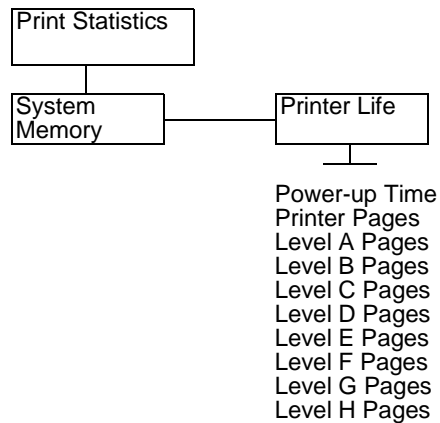 Print Statistics
System
Memory
Printer Life
Power-up Time
Printer Pages
Level A Pages
Level B Pages
Level C Pages
Level D Pages
Level E Pages
Level F Pages
Level G Pages
Level H Pages